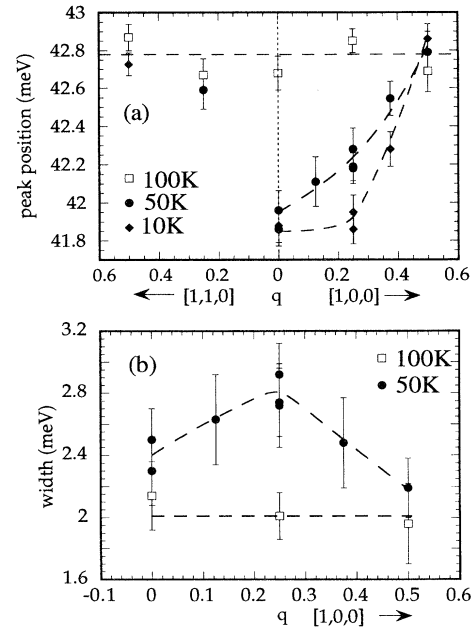 43
42.8
42.6
42.4
42.2
42
41.8
peak position (meV)
(a)
□ 100K
● 50K
◆ 10K
0.6 0.4 0.2 0 0.2 0.4 0.6
← [1,1,0] q [1,0,0] →
3.2
2.8
2.4
2
1.6
width (meV)
(b)
□ 100K
● 50K
-0.1 0 0.1 0.2 0.3 0.4 0.5 0.6
q [1,0,0] →